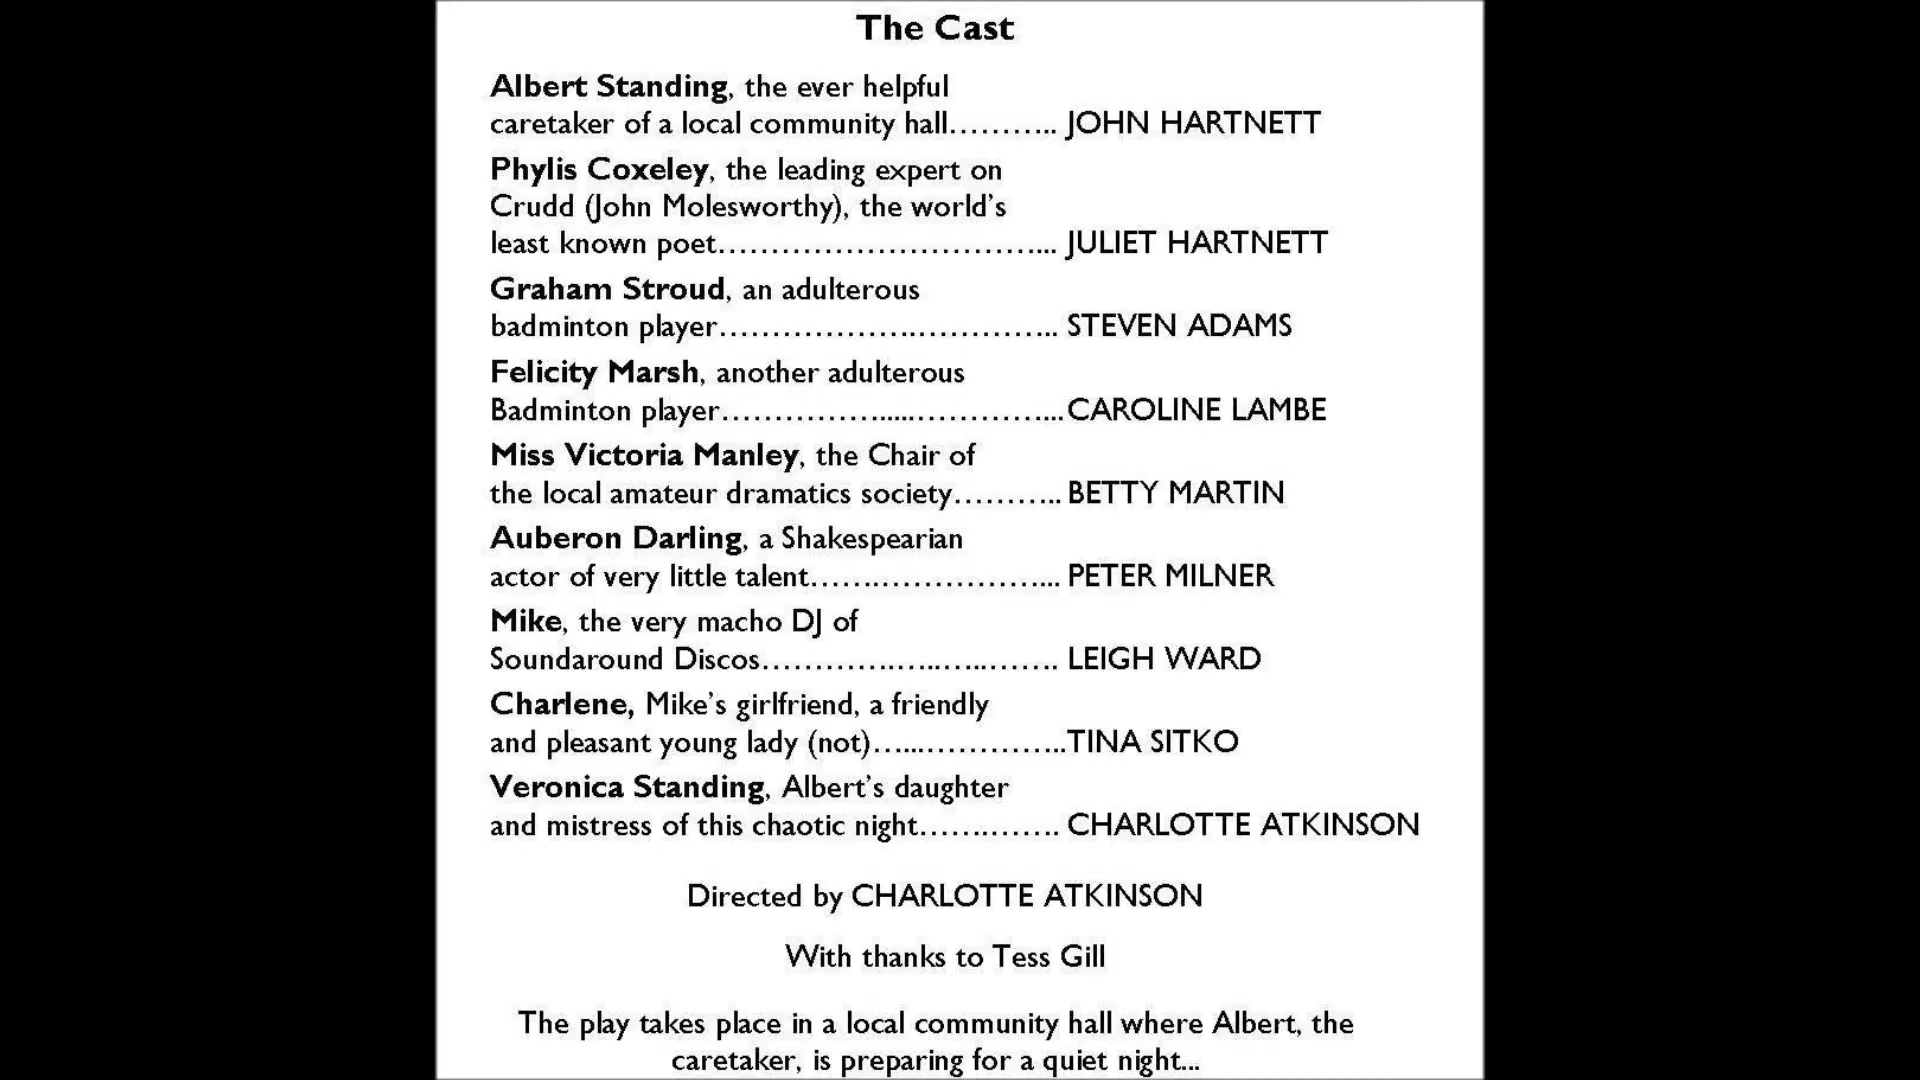 The Cast
Albert Standing, the ever helpful
caretaker of a local community hall……….. JOHN HARTNETT
Phylis Coxeley, the leading expert on
Crudd (John Molesworthy), the world's
least known poet…………………………….. JULIET HARTNETT
Graham Stroud, an adulterous
badminton player………………….………….. STEVEN ADAMS
Felicity Marsh, another adulterous
Badminton player…………….....…………...CAROLINE LAMBE
Miss Victoria Manley, the Chair of
the local amateur dramatics society……….. BETTY MARTIN
Auberon Darling, a Shakespearian
actor of very little talent…….……………... PETER MILNER
Mike, the very macho DJ of
Soundaround Discos………….…..…..……. LEIGH WARD
Charlene, Mike's girlfriend, a friendly
and pleasant young lady (not)…...…………..TINA SITKO
Veronica Standing, Albert's daughter
and mistress of this chaotic night…….……. CHARLOTTE ATKINSON
Directed by CHARLOTTE ATKINSON
With thanks to Tess Gill
The play takes place in a local community hall where Albert, the
caretaker, is preparing for a quiet night...